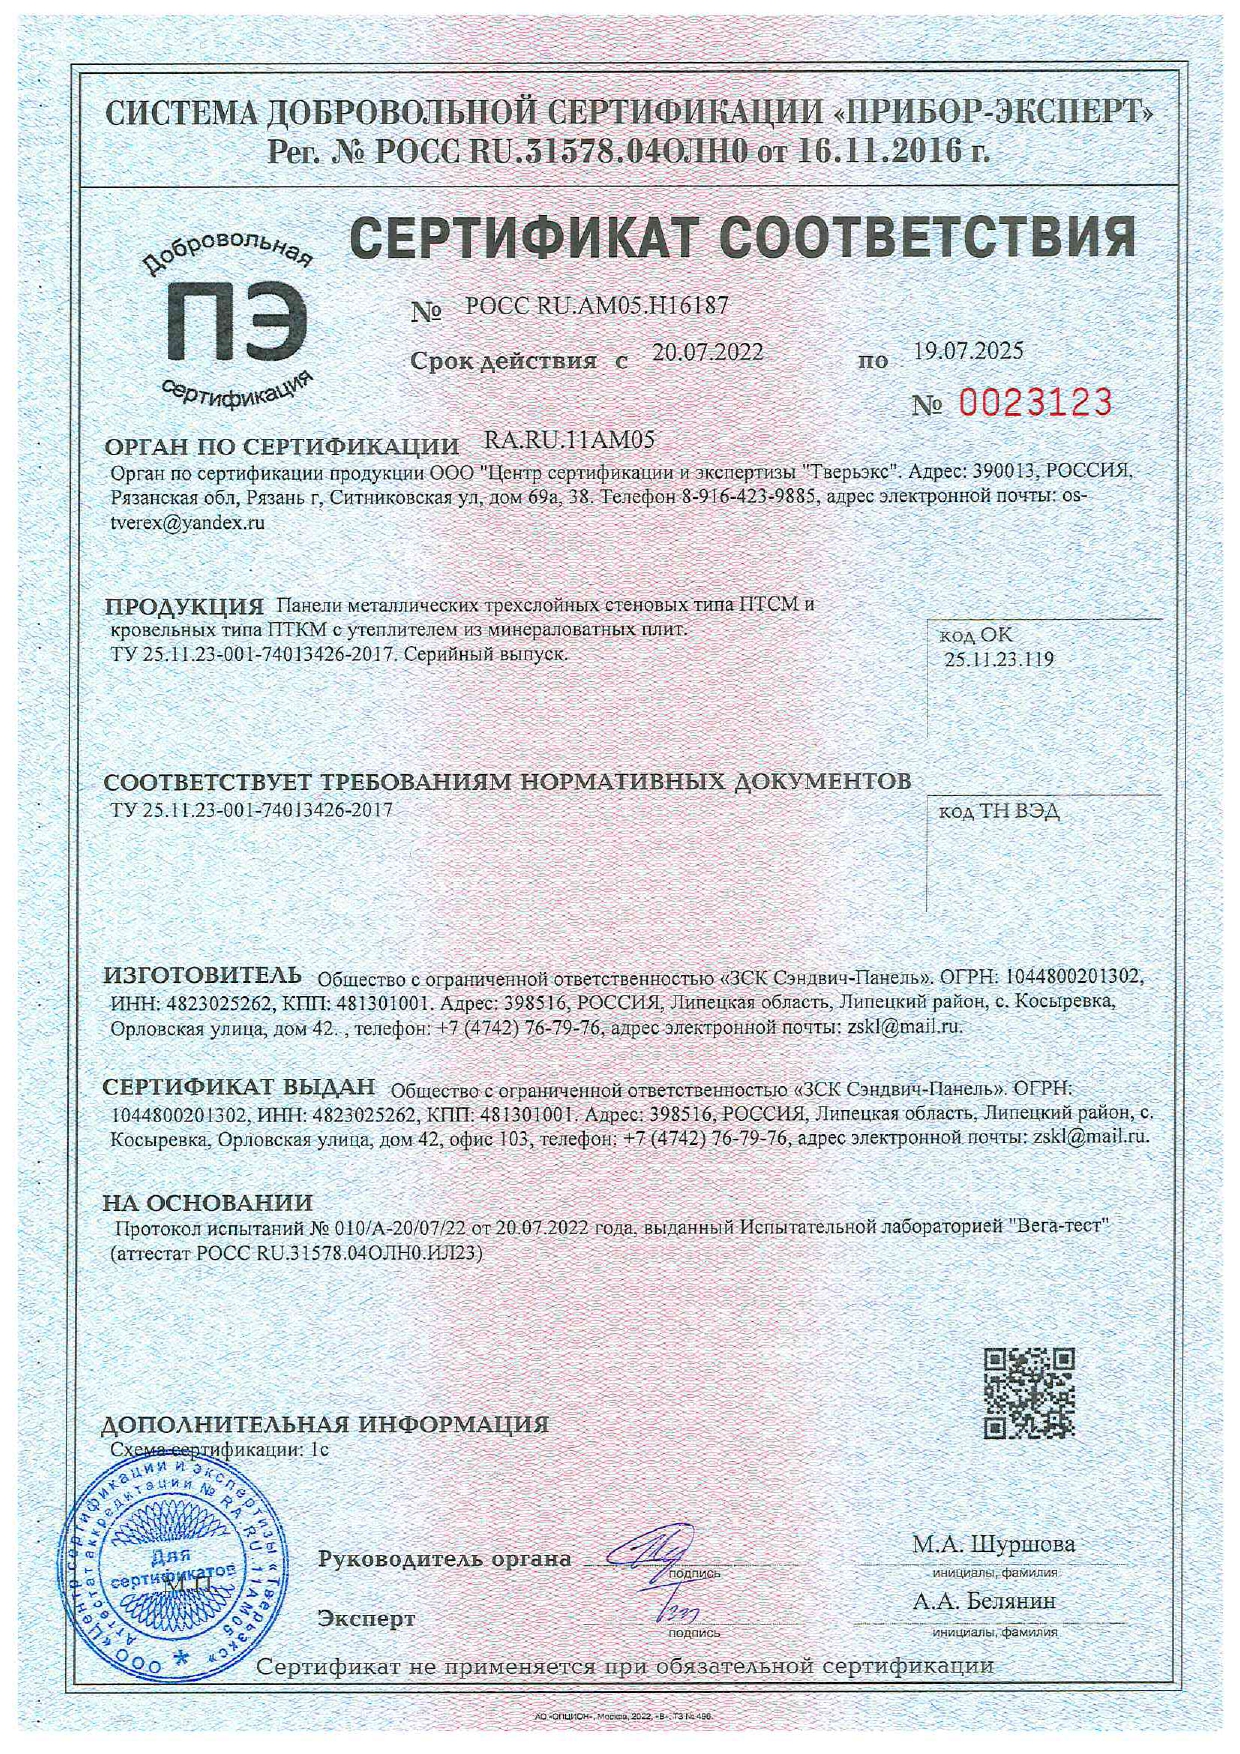 СИСТЕМА ДОБРОВОЛЬНОЙ СЕРТИФИКАЦИИ «ПРИБОР-ЭКСПЕРТ»
Рег. № РОСС RU.31578.04ОЛН0 от 16.11.2016 г.
СЕРТИФИКАТ СООТВЕТСТВИЯ
Добровольная
ПЭ
сертификация
№ РОСС RU.АМ05.Н16187
Срок действия с 20.07.2022 по 19.07.2025
№ 0023123
ОРГАН ПО СЕРТИФИКАЦИИ RA.RU.11АМ05
Орган по сертификации продукции ООО "Центр сертификации и экспертизы "Тверьэкс". Адрес: 390013, РОССИЯ,
Рязанская обл, Рязань г, Ситниковская ул, дом 69а, 38. Телефон 8-916-423-9885, адрес электронной почты: os-
tverex@yandex.ru
ПРОДУКЦИЯ Панели металлических трехслойных стеновых типа ПТСМ и
кровельных типа ПТКМ с утеплителем из минераловатных плит.
ТУ 25.11.23-001-74013426-2017. Серийный выпуск.
код ОК
25.11.23.119
СООТВЕТСТВУЕТ ТРЕБОВАНИЯМ НОРМАТИВНЫХ ДОКУМЕНТОВ
ТУ 25.11.23-001-74013426-2017
код ТН ВЭД
ИЗГОТОВИТЕЛЬ Общество с ограниченной ответственностью «ЗСК Сэндвич-Панель». ОГРН: 1044800201302,
ИНН: 4823025262, КПП: 481301001. Адрес: 398516, РОССИЯ, Липецкая область, Липецкий район, с. Косыревка,
Орловская улица, дом 42. , телефон: +7 (4742) 76-79-76, адрес электронной почты: zskl@mail.ru.
СЕРТИФИКАТ ВЫДАН Общество с ограниченной ответственностью «ЗСК Сэндвич-Панель». ОГРН:
1044800201302, ИНН: 4823025262, КПП: 481301001. Адрес: 398516, РОССИЯ, Липецкая область, Липецкий район, с.
Косыревка, Орловская улица, дом 42, офис 103, телефон: +7 (4742) 76-79-76, адрес электронной почты: zskl@mail.ru.
НА ОСНОВАНИИ
Протокол испытаний № 010/А-20/07/22 от 20.07.2022 года, выданный Испытательной лабораторией "Вега-тест"
(аттестат РОСС RU.31578.04ОЛН0.ИЛ23)
ДОПОЛНИТЕЛЬНАЯ ИНФОРМАЦИЯ
Схема сертификации: 1с
ООО «Центр сертификации и экспертизы «Тверьэкс»
Аттестат аккредитации № RA.RU.11АМ05
Для
сертификатов
М.П.
Руководитель органа
подпись
М.А. Шуршова
инициалы, фамилия
Эксперт
подпись
А.А. Белянин
инициалы, фамилия
Сертификат не применяется при обязательной сертификации
АО «ОПЦИОН», Москва, 2022, «В», ТЗ № 496.